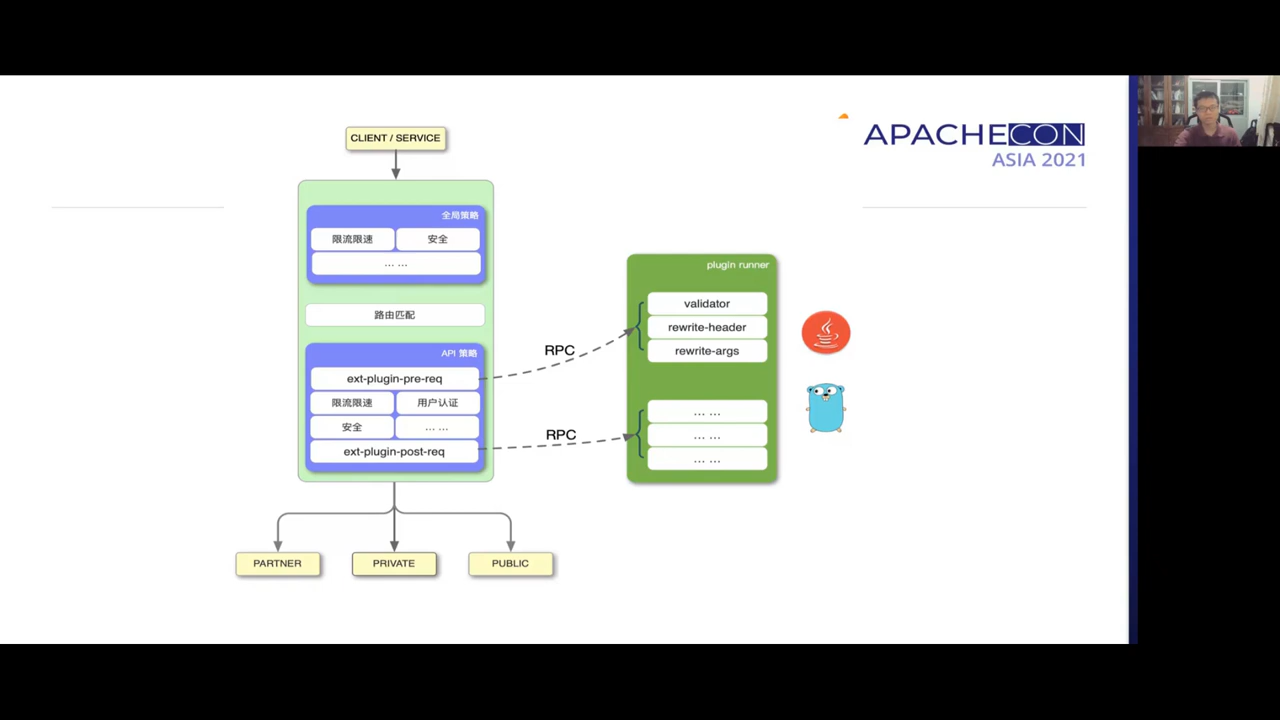 CLIENT / SERVICE
APACHECON
ASIA 2021
全局策略
限流限速
安全
... ...
路由匹配
API 策略
ext-plugin-pre-req
限流限速
用户认证
安全
... ...
ext-plugin-post-req
RPC
RPC
plugin runner
validator
rewrite-header
rewrite-args
... ...
... ...
... ...
PARTNER
PRIVATE
PUBLIC